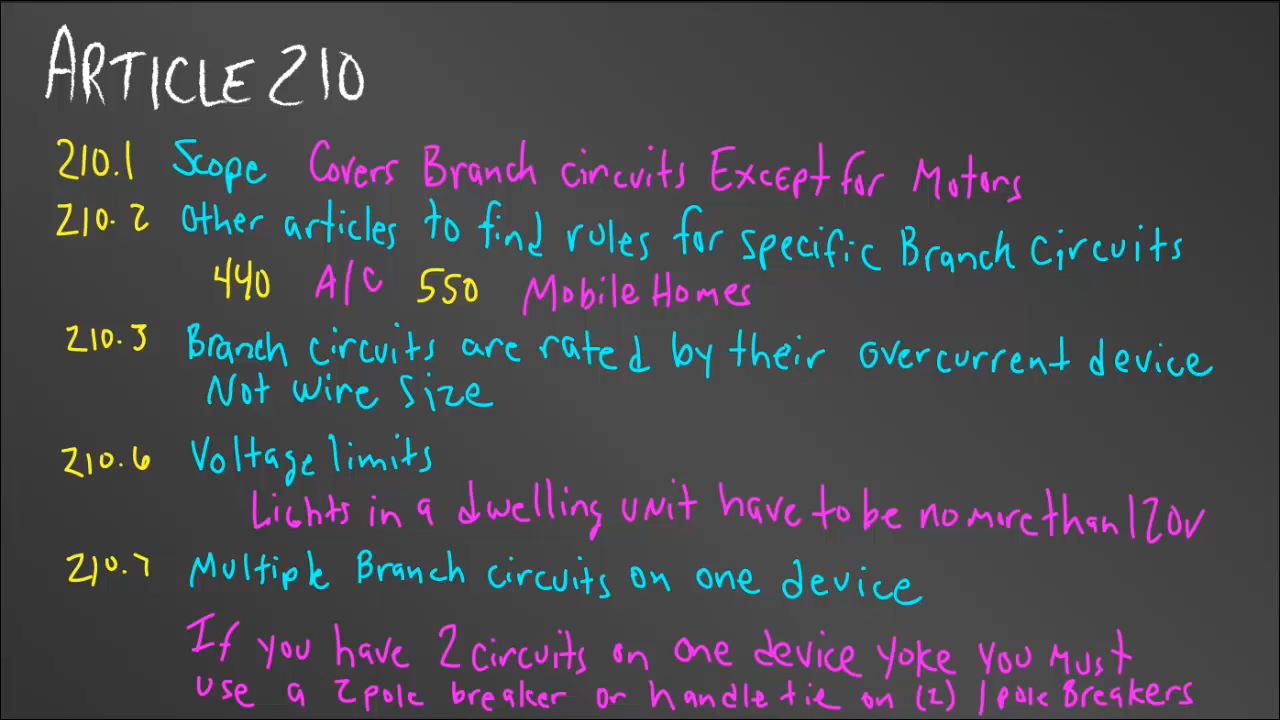 ARTICLE 210
210.1 Scope Covers Branch circuits Except for Motors
210.2 Other articles to find rules for specific Branch Circuits
440 A/C 550 Mobile Homes
210.3 Branch circuits are rated by their overcurrent device
Not wire size
210.6 Voltage limits
Lights in a dwelling unit have to be no more than 120v
210.7 Multiple Branch circuits on one device
If you have 2 circuits on one device yoke you must
use a 2 pole breaker or handle tie on (2) 1 pole Breakers